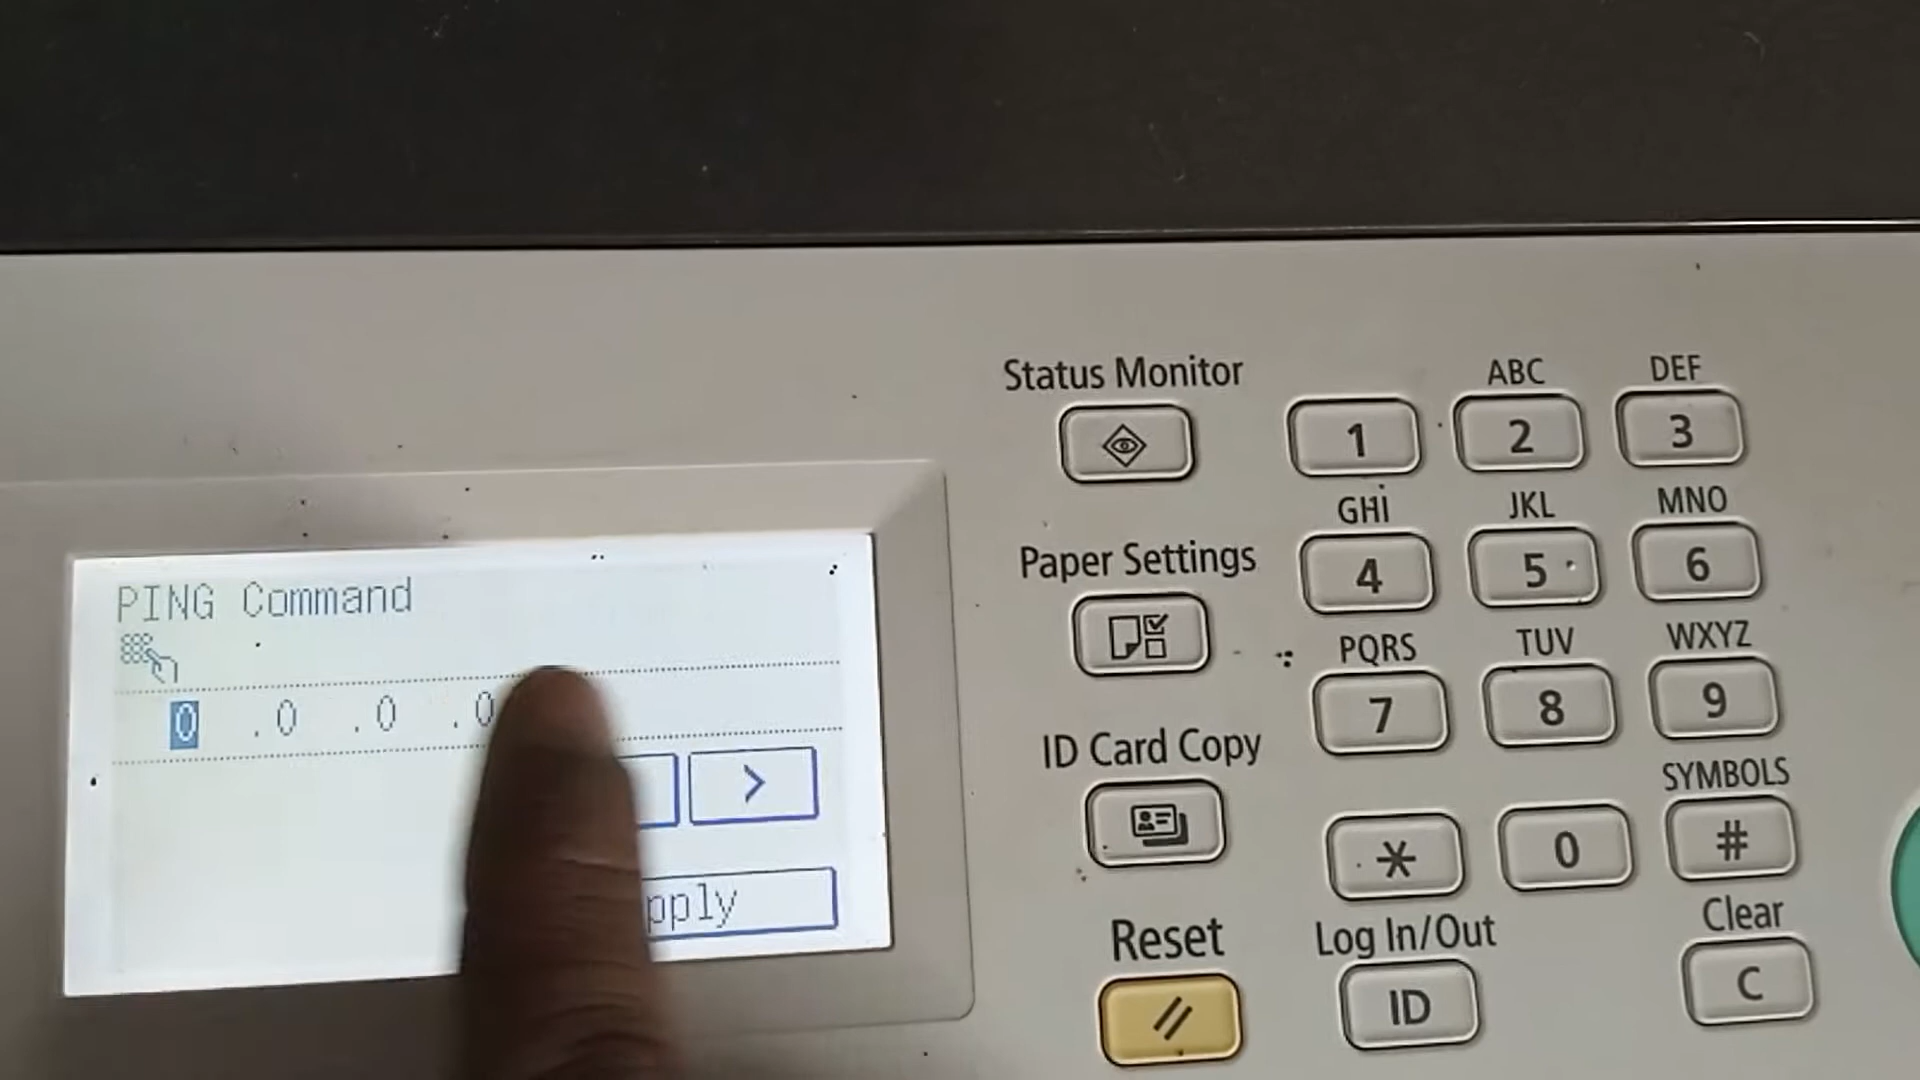 PING Command
0 .0 .0 .0
>
pply
Status Monitor
Paper Settings
ID Card Copy
Reset
1
ABC
2
DEF
3
GHI
4
JKL
5
MNO
6
PQRS
7
TUV
8
WXYZ
9
*
0
SYMBOLS
#
Log In/Out
ID
Clear
C